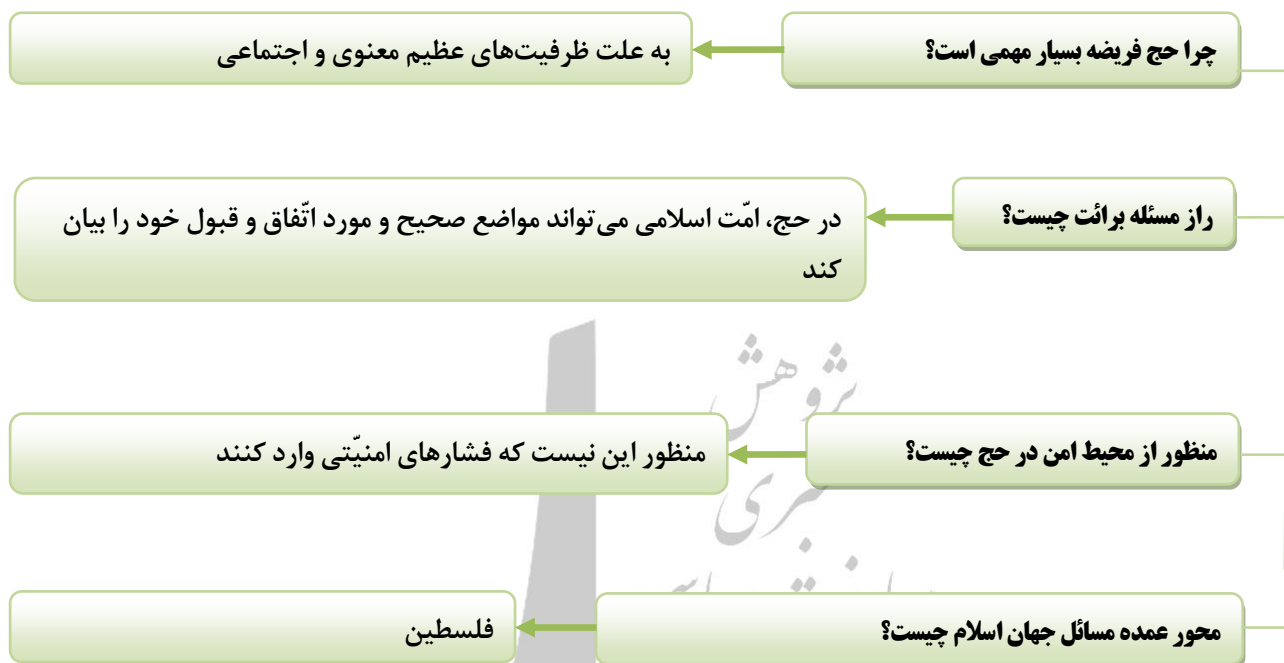 چرا حج فریضه بسیار مهمی است؟
به علت ظرفیت‌های عظیم معنوی و اجتماعی
راز مسئله برائت چیست؟
در حج، امّت اسلامی می‌تواند مواضع صحیح و مورد اتّفاق و قبول خود را بیان
کند
پژوهش
منظور از محیط امن در حج چیست؟
منظور این نیست که فشارهای امنیّتی وارد کنند
محور عمده مسائل جهان اسلام چیست؟
فلسطین